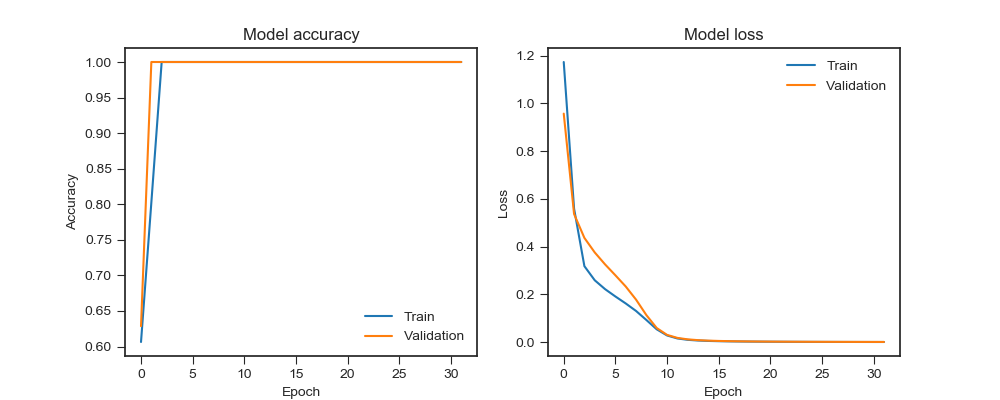 Model accuracy
1.00
0.95
0.90
0.85
0.80
0.75
0.70
0.65
0.60
Accuracy
0 5 10 15 20 25 30
Epoch
Train
Validation
Model loss
1.2
1.0
0.8
0.6
0.4
0.2
0.0
Loss
0 5 10 15 20 25 30
Epoch
Train
Validation